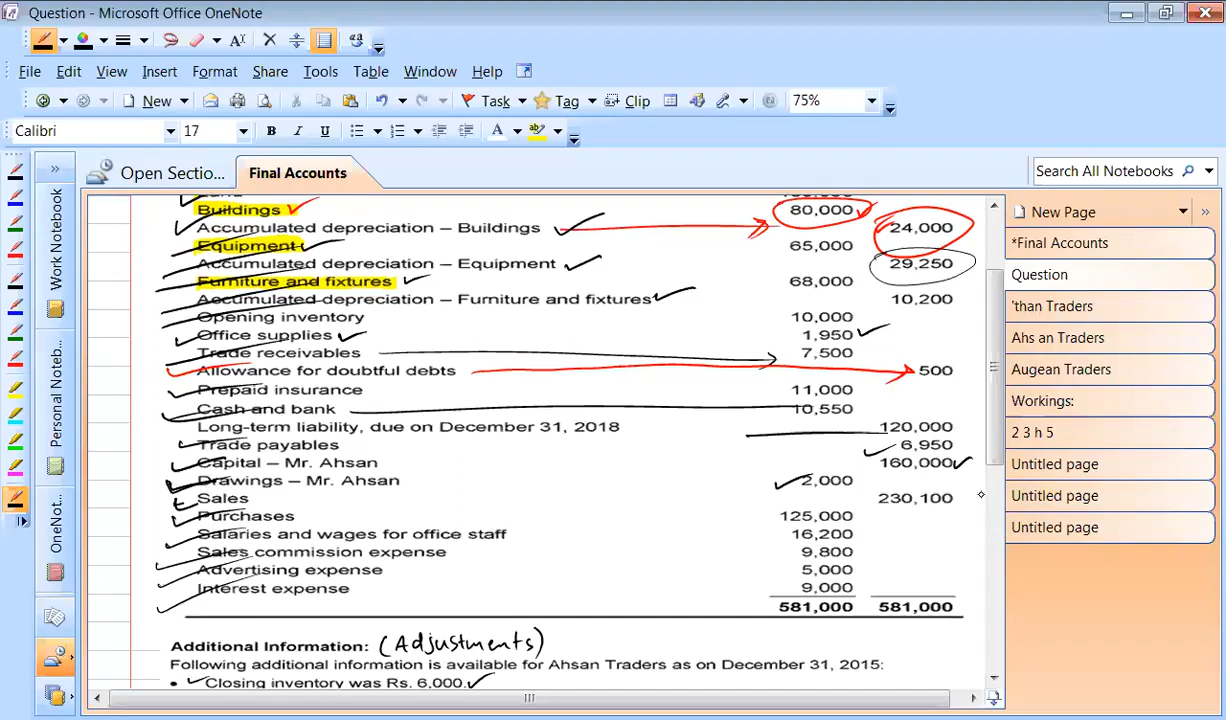 Question - Microsoft Office OneNote
File Edit View Insert Format Share Tools Table Window Help
New Task Tag Clip 75%
Calibri 17 B I U A ab
Open Sectio... Final Accounts Search All Notebooks
Work Notebook
Personal Noteb...
OneNot...
New Page
*Final Accounts
Question
'than Traders
Ahs an Traders
Augean Traders
Workings:
2 3 h 5
Untitled page
Untitled page
Untitled page
Buildings 80,000
Accumulated depreciation – Buildings 24,000
Equipment 65,000
Accumulated depreciation – Equipment 29,250
Furniture and fixtures 68,000
Accumulated depreciation – Furniture and fixtures 10,200
Opening inventory 10,000
Office supplies 1,950
Trade receivables 7,500
Allowance for doubtful debts 500
Prepaid insurance 11,000
Cash and bank 10,550
Long-term liability, due on December 31, 2018 120,000
Trade payables 6,950
Capital – Mr. Ahsan 160,000
Drawings – Mr. Ahsan 2,000
Sales 230,100
Purchases 125,000
Salaries and wages for office staff 16,200
Sales commission expense 9,800
Advertising expense 5,000
Interest expense 9,000
581,000 581,000
Additional Information: (Adjustments)
Following additional information is available for Ahsan Traders as on December 31, 2015:
• Closing inventory was Rs. 6,000.